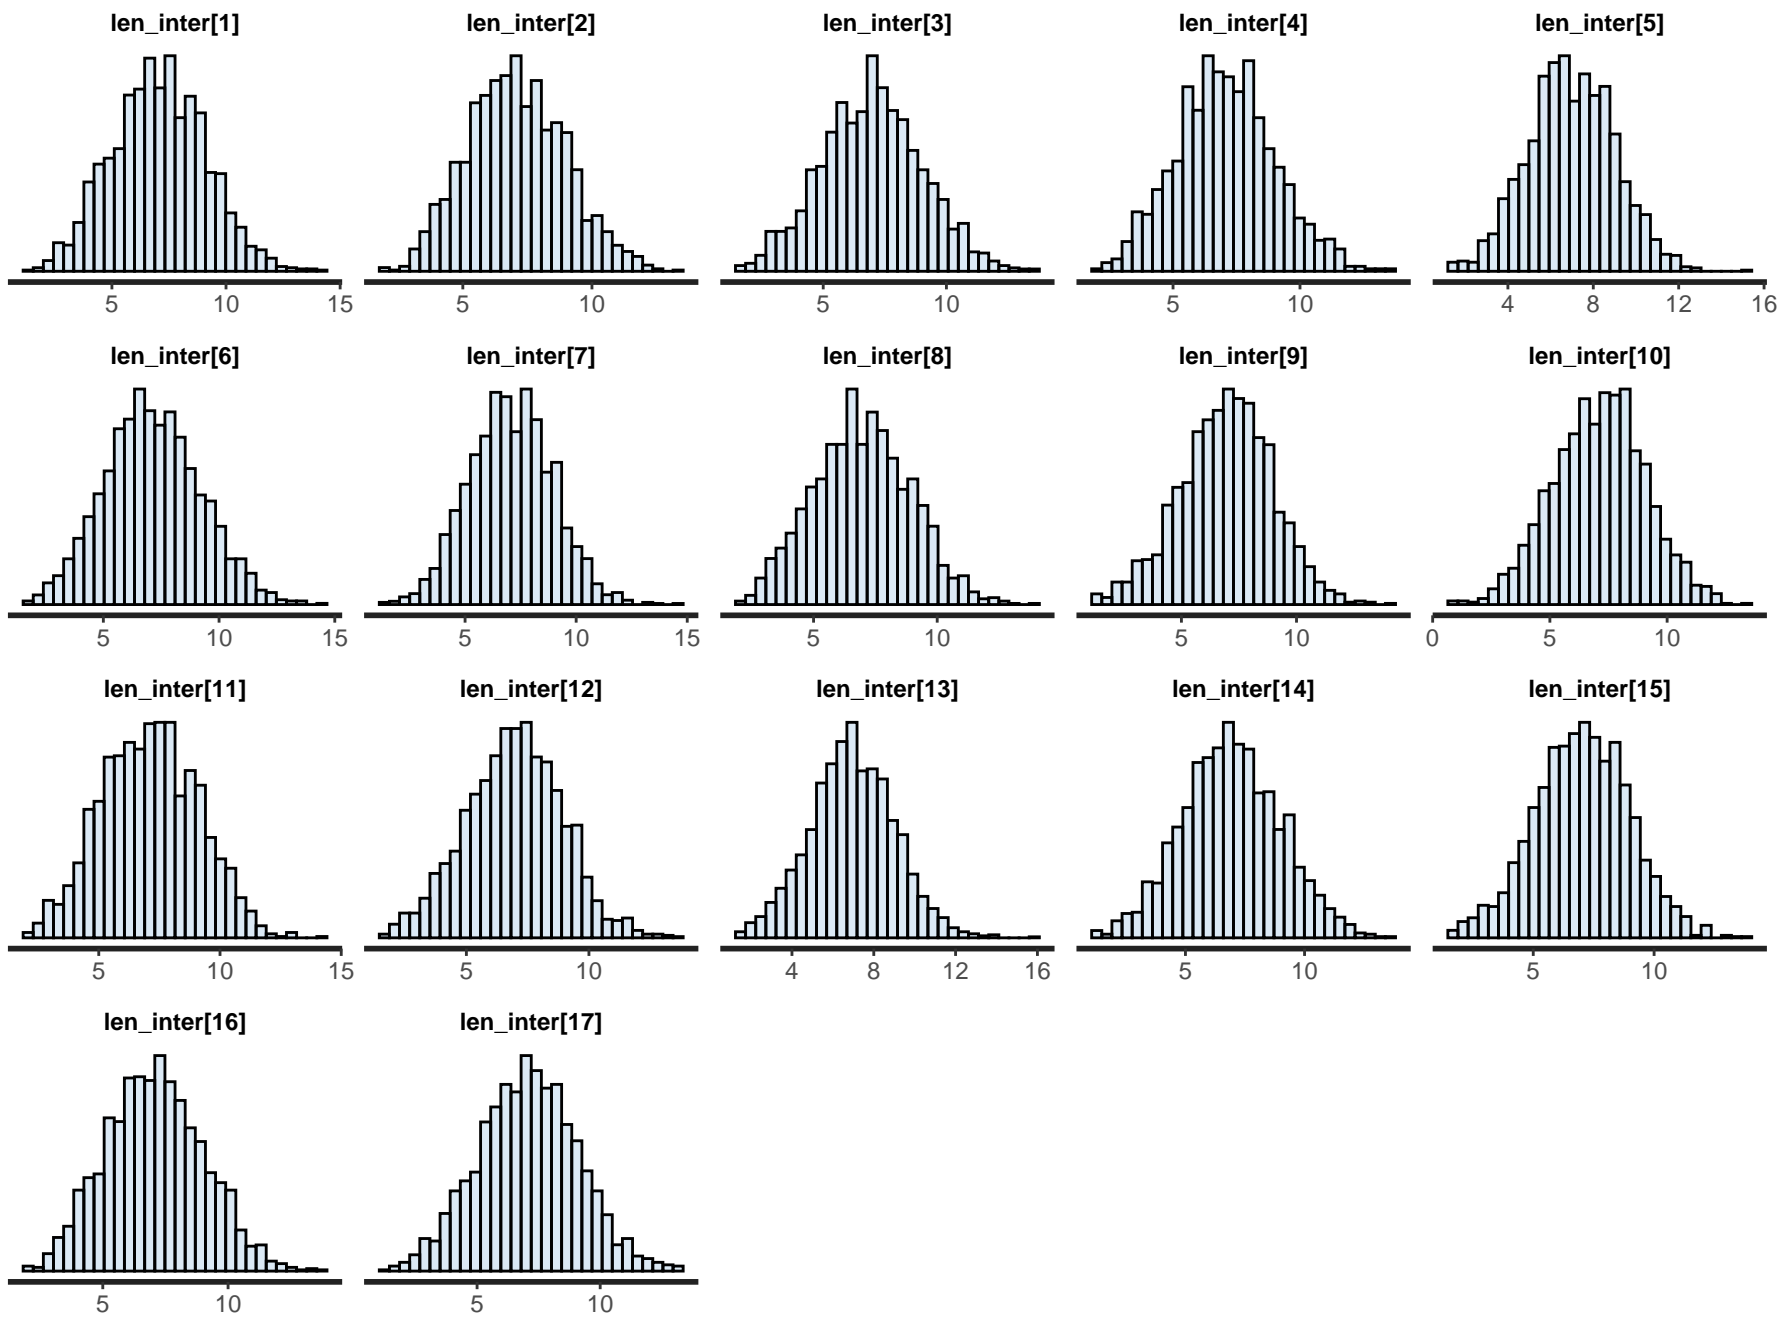 len_inter[1] len_inter[2] len_inter[3] len_inter[4] len_inter[5]
5 10 15 5 10 5 10 5 10 4 8 12 16
len_inter[6] len_inter[7] len_inter[8] len_inter[9] len_inter[10]
5 10 15 5 10 15 5 10 5 10 0 5 10
len_inter[11] len_inter[12] len_inter[13] len_inter[14] len_inter[15]
5 10 15 5 10 4 8 12 16 5 10 5 10
len_inter[16] len_inter[17]
5 10 5 10